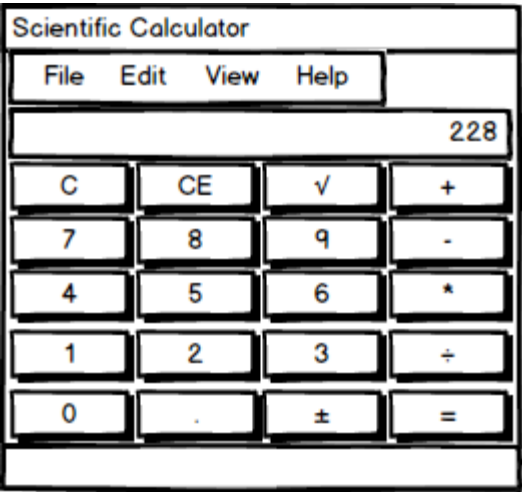 Scientific Calculator
File Edit View Help
228
C CE √ +
7 8 9 -
4 5 6 *
1 2 3 ÷
0 . ± =